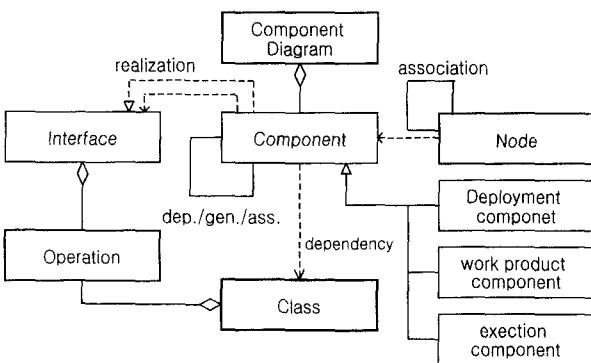 Component
Diagram
realization
association
Interface
Component
Node
dep./gen./ass.
Deployment
componet
Operation
dependency
work product
component
Class
exection
component